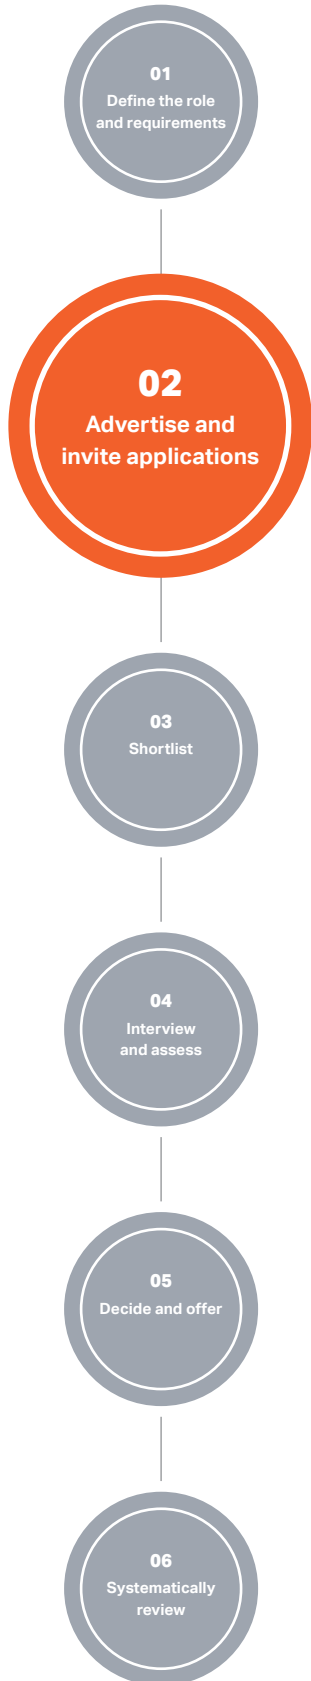 01
Define the role
and requirements
02
Advertise and
invite applications
03
Shortlist
04
Interview
and assess
05
Decide and offer
06
Systematically
review